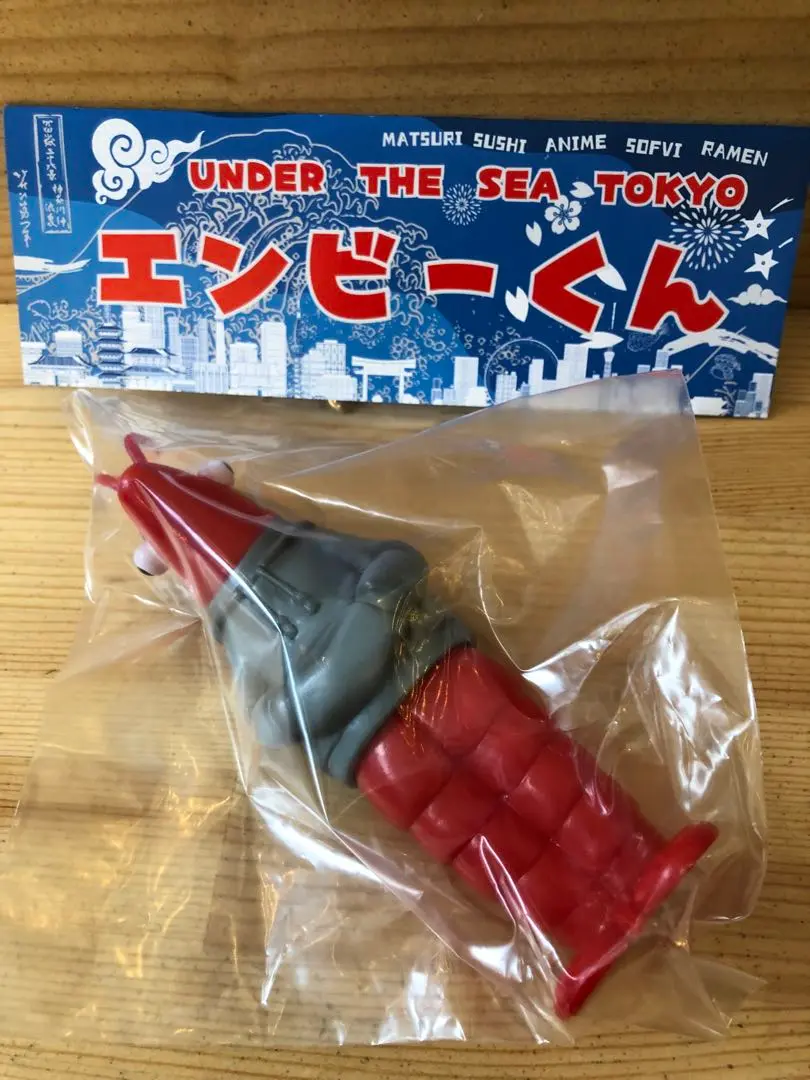 MATSURI SUSHI ANIME SOFVI RAMEN
UNDER THE SEA TOKYO
エンビーくん